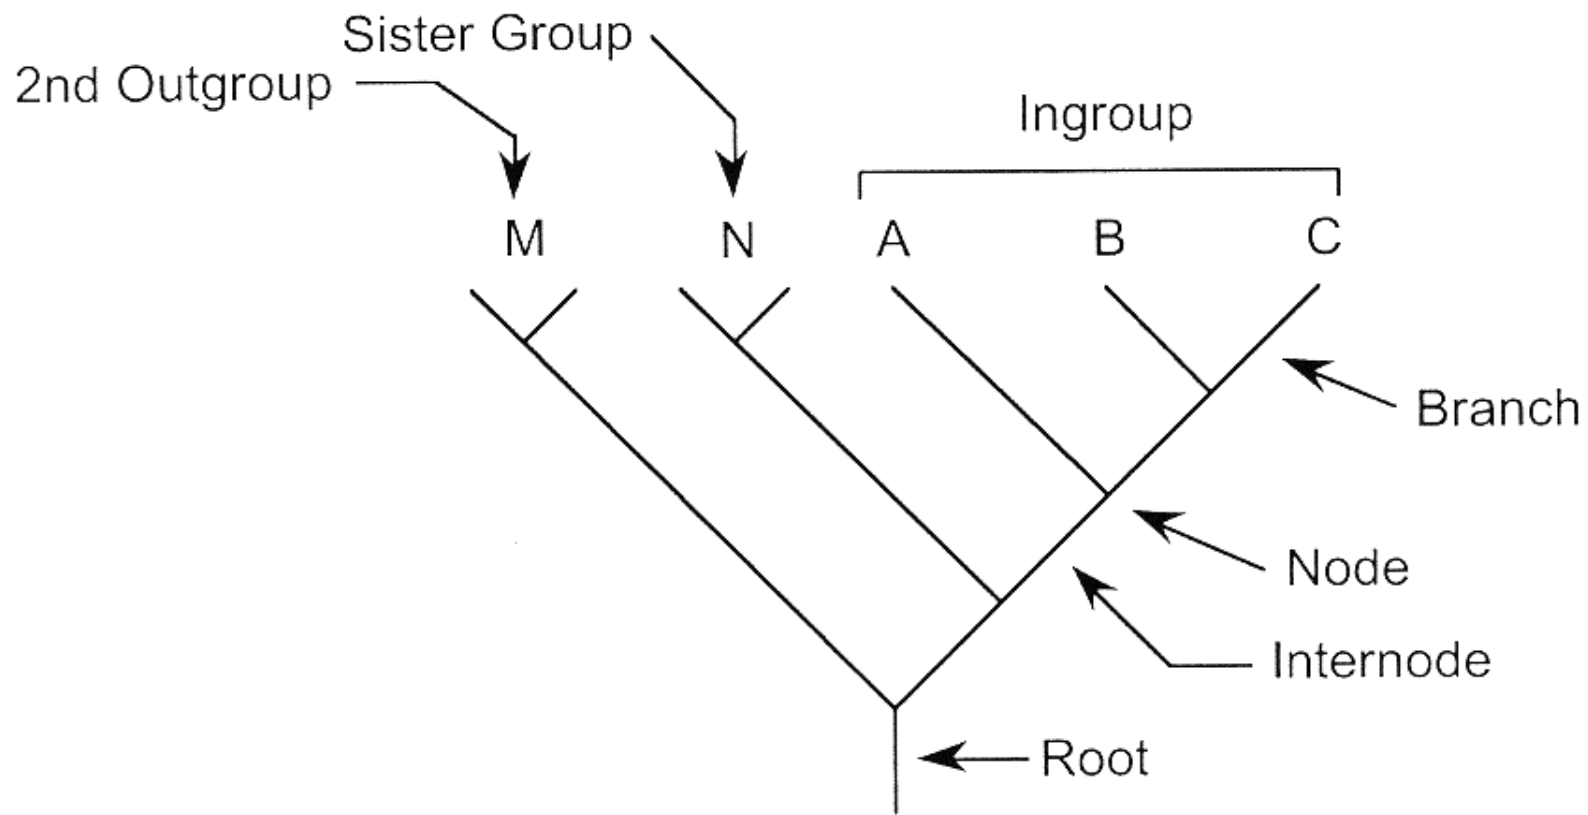 Sister Group
2nd Outgroup
Ingroup
M N A B C
Branch
Node
Internode
Root